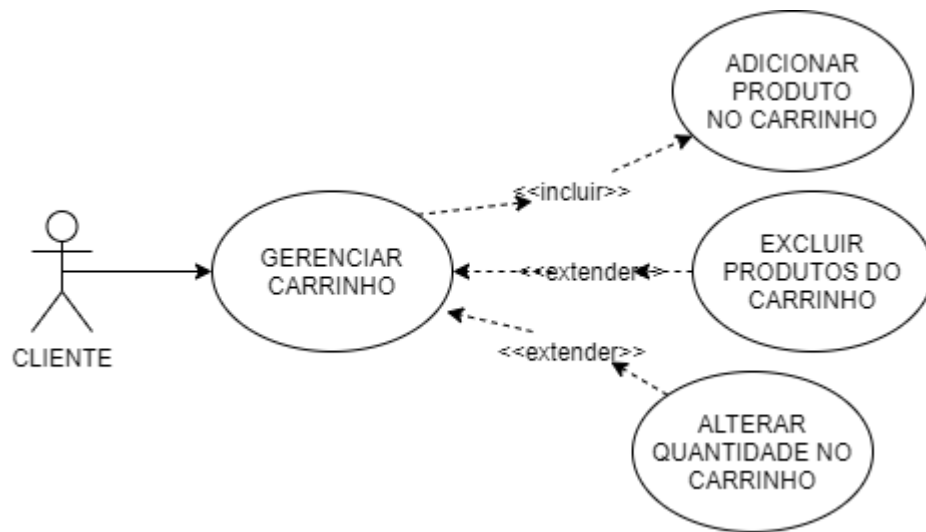 ADICIONAR
PRODUTO
NO CARRINHO
<<incluir>>
GERENCIAR
CARRINHO
<<extender>>
EXCLUIR
PRODUTOS DO
CARRINHO
CLIENTE
<<extender>>
ALTERAR
QUANTIDADE NO
CARRINHO